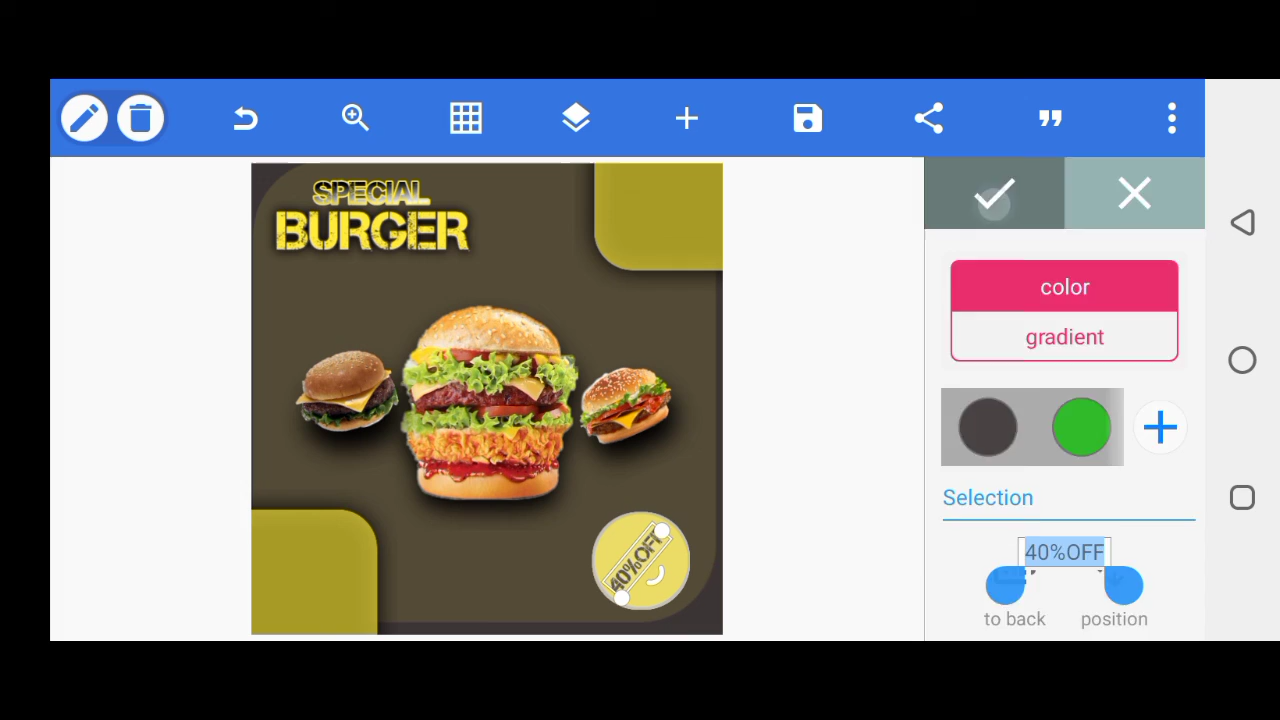 SPECIAL
BURGER
40%OFF
color
gradient
Selection
40%OFF
to back
position